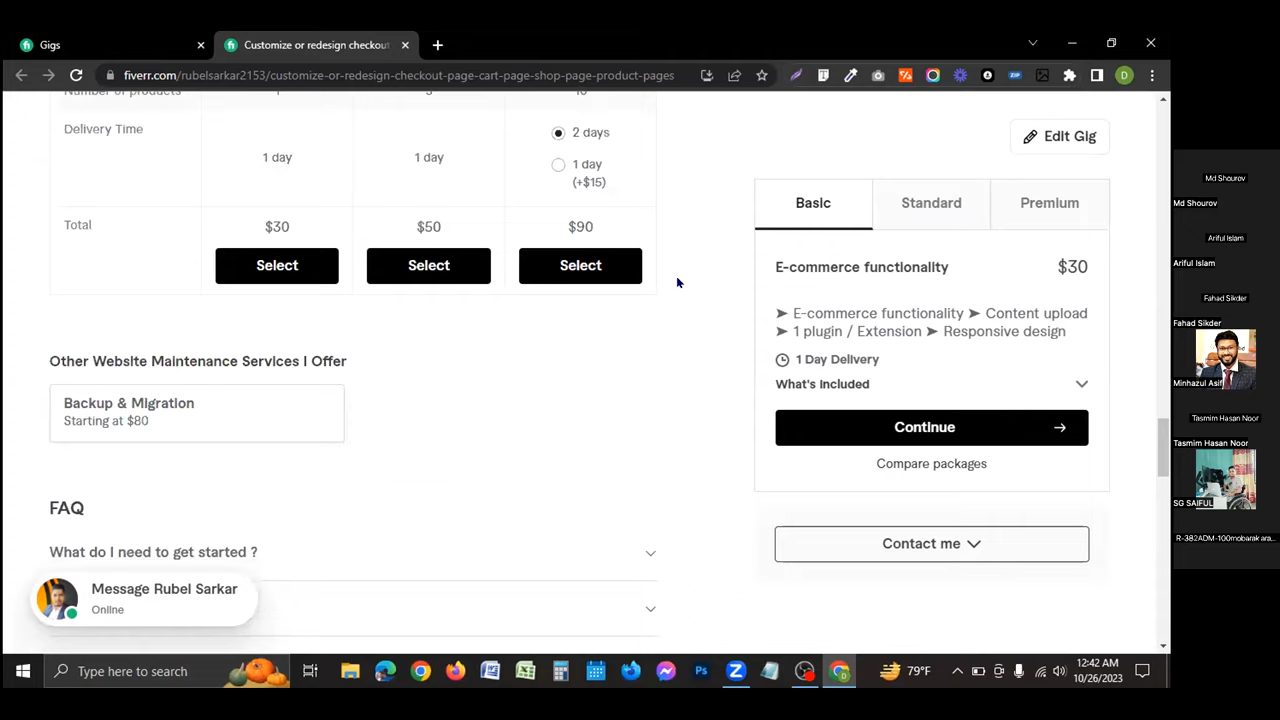 Gigs
Customize or redesign checkou
fiverr.com/rubelsarkar2153/customize-or-redesign-checkout-page-cart-page-shop-page-product-pages
Number of products
Delivery Time
1 day
1 day
2 days
1 day
(+$15)
Total
$30
$50
$90
Select
Select
Select
Edit Gig
Basic
Standard
Premium
E-commerce functionality
$30
➤ E-commerce functionality ➤ Content upload
➤ 1 plugin / Extension ➤ Responsive design
1 Day Delivery
What's Included
Continue
Compare packages
Contact me
Other Website Maintenance Services I Offer
Backup & Migration
Starting at $80
FAQ
What do I need to get started ?
Message Rubel Sarkar
Online
Md Shourov
Md Shourov
Ariful Islam
Ariful Islam
Fahad Sikder
Fahad Sikder
Minhazul Asif
Tasmim Hasan Noor
Tasmim Hasan Noor
SG SAIFUL
R-382ADM-100mobarak ara...
Type here to search
79°F
12:42 AM
10/26/2023